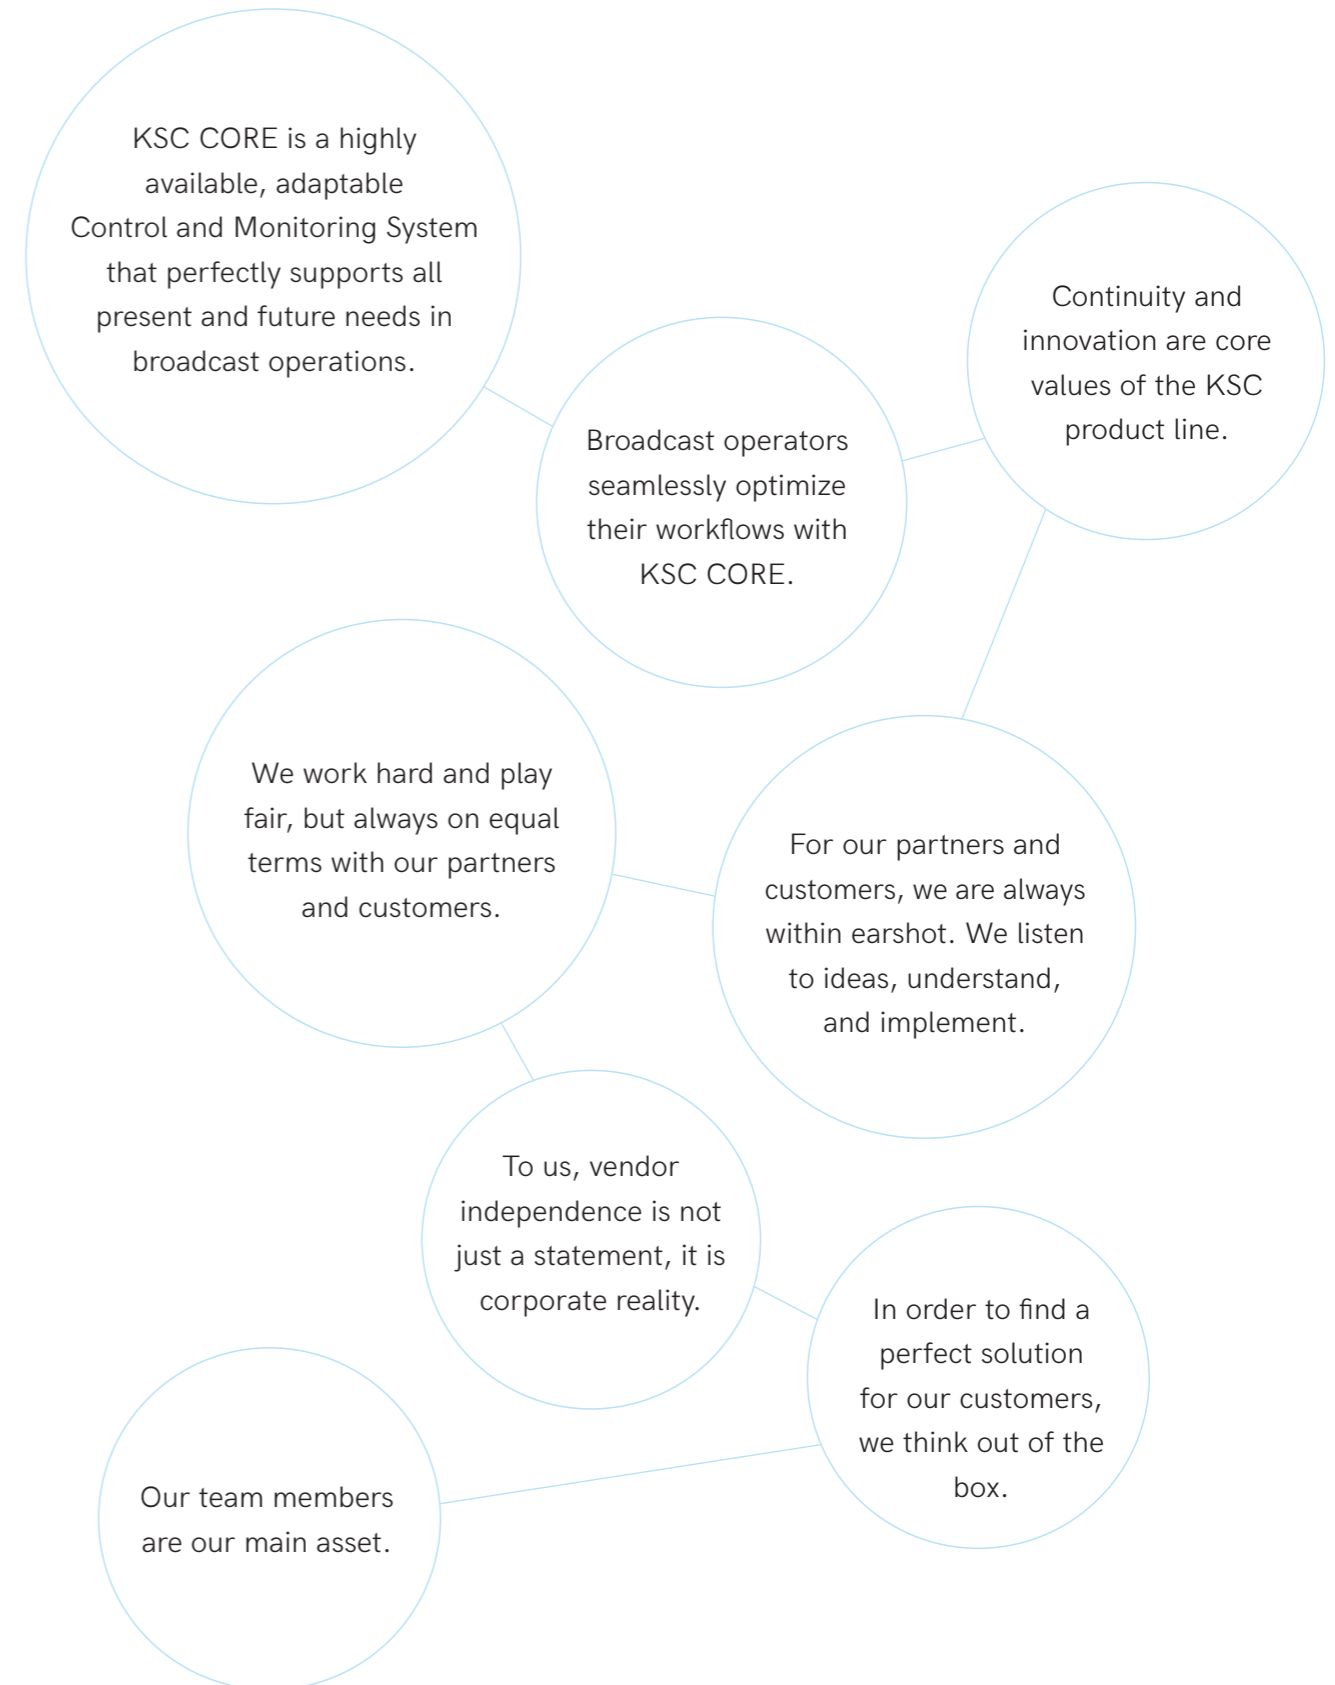 KSC CORE is a highly
available, adaptable
Control and Monitoring System
that perfectly supports all
present and future needs in
broadcast operations.
Broadcast operators
seamlessly optimize
their workflows with
KSC CORE.
Continuity and
innovation are core
values of the KSC
product line.
For our partners and
customers, we are always
within earshot. We listen
to ideas, understand,
and implement.
We work hard and play
fair, but always on equal
terms with our partners
and customers.
To us, vendor
independence is not
just a statement, it is
corporate reality.
In order to find a
perfect solution
for our customers,
we think out of the
box.
Our team members
are our main asset.